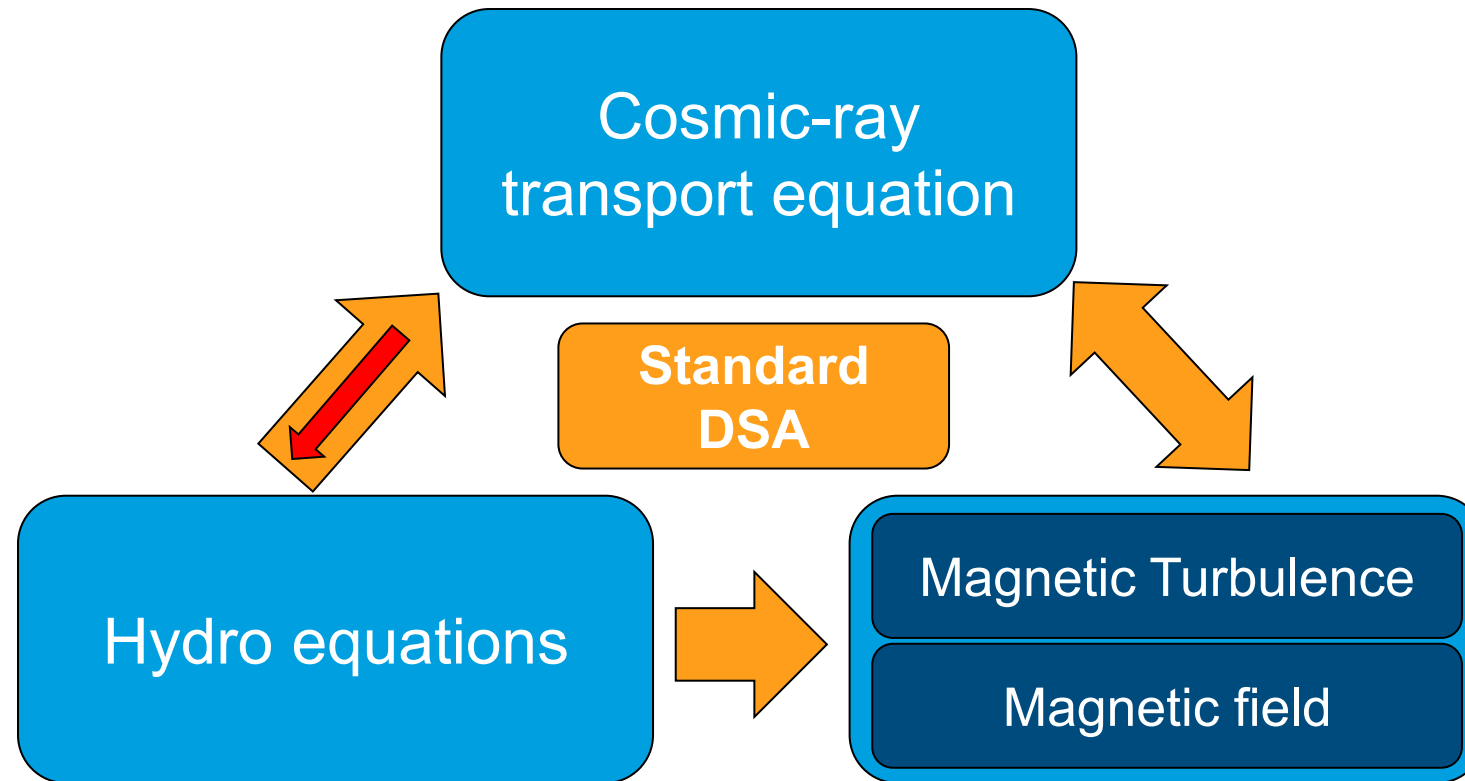 Cosmic-ray
transport equation
Standard
DSA
Hydro equations
Magnetic Turbulence
Magnetic field